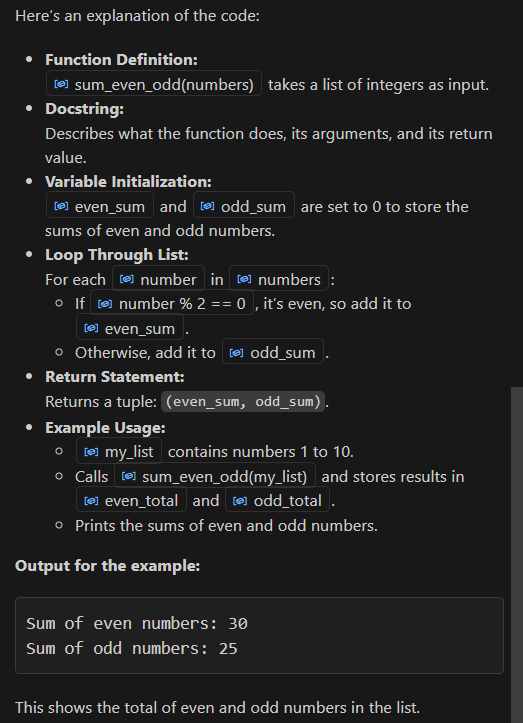 Here's an explanation of the code:
Function Definition:
sum_even_odd(numbers) takes a list of integers as input.
Docstring:
Describes what the function does, its arguments, and its return
value.
Variable Initialization:
even_sum and odd_sum are set to 0 to store the
sums of even and odd numbers.
Loop Through List:
For each number in numbers :
If number % 2 == 0 , it's even, so add it to
even_sum .
Otherwise, add it to odd_sum .
Return Statement:
Returns a tuple: (even_sum, odd_sum).
Example Usage:
my_list contains numbers 1 to 10.
Calls sum_even_odd(my_list) and stores results in
even_total and odd_total .
Prints the sums of even and odd numbers.
Output for the example:
Sum of even numbers: 30
Sum of odd numbers: 25
This shows the total of even and odd numbers in the list.